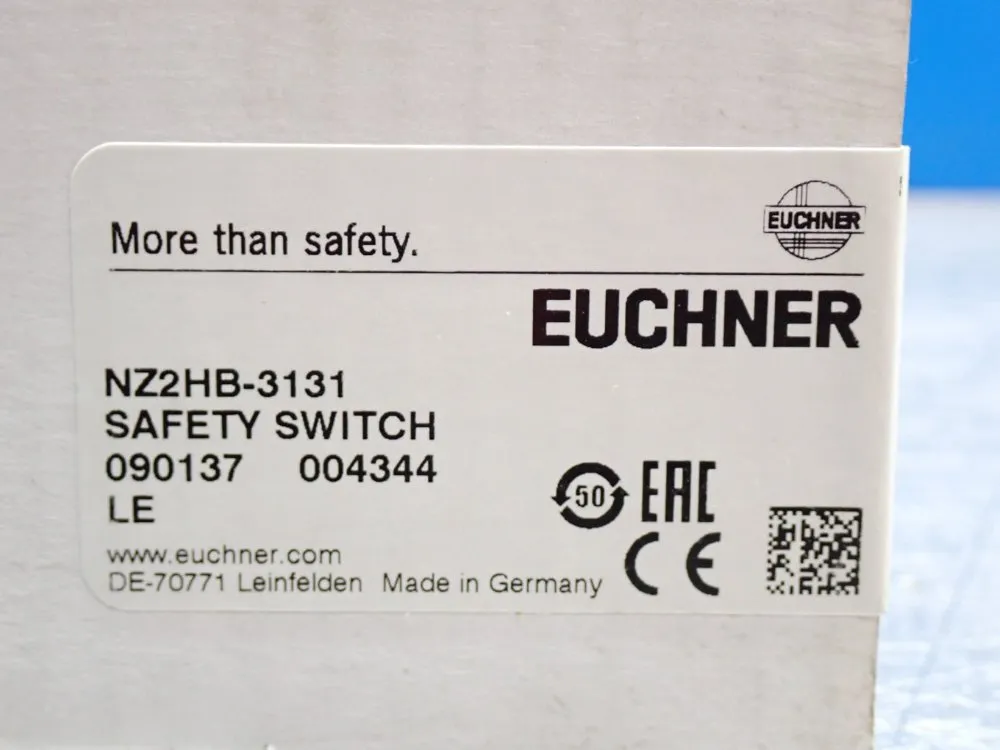 More than safety.
EUCHNER
EUCHNER
NZ2HB-3131
SAFETY SWITCH
090137 004344
LE
50 EAC
CE
www.euchner.com
DE-70771 Leinfelden Made in Germany